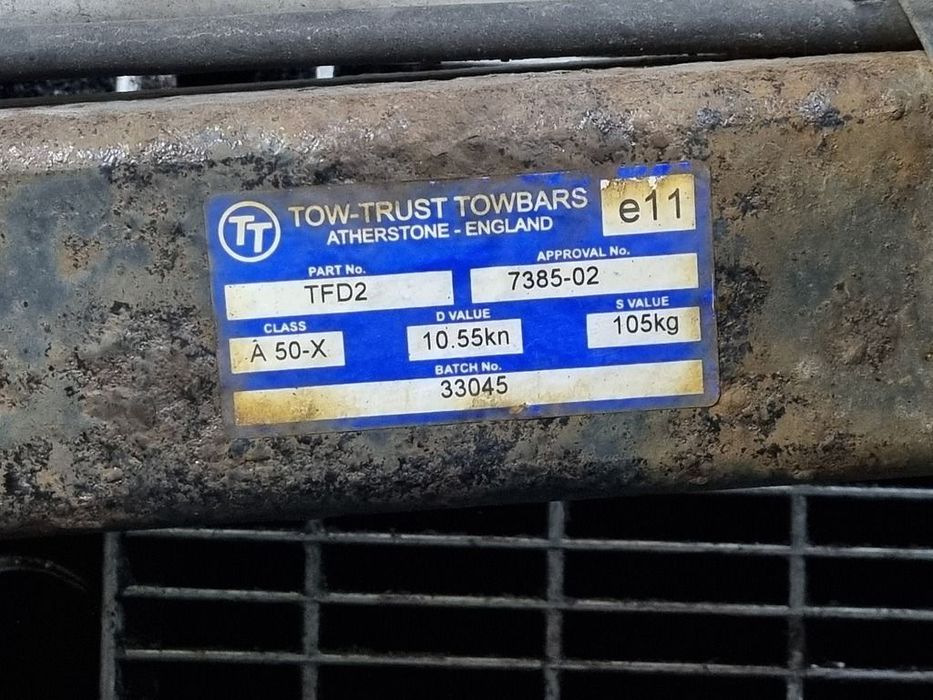 TT TOW-TRUST TOWBARS e11
ATHERSTONE - ENGLAND
PART No. APPROVAL No.
TFD2 7385-02
CLASS D VALUE S VALUE
A 50-X 10.55kn 105kg
BATCH No.
33045